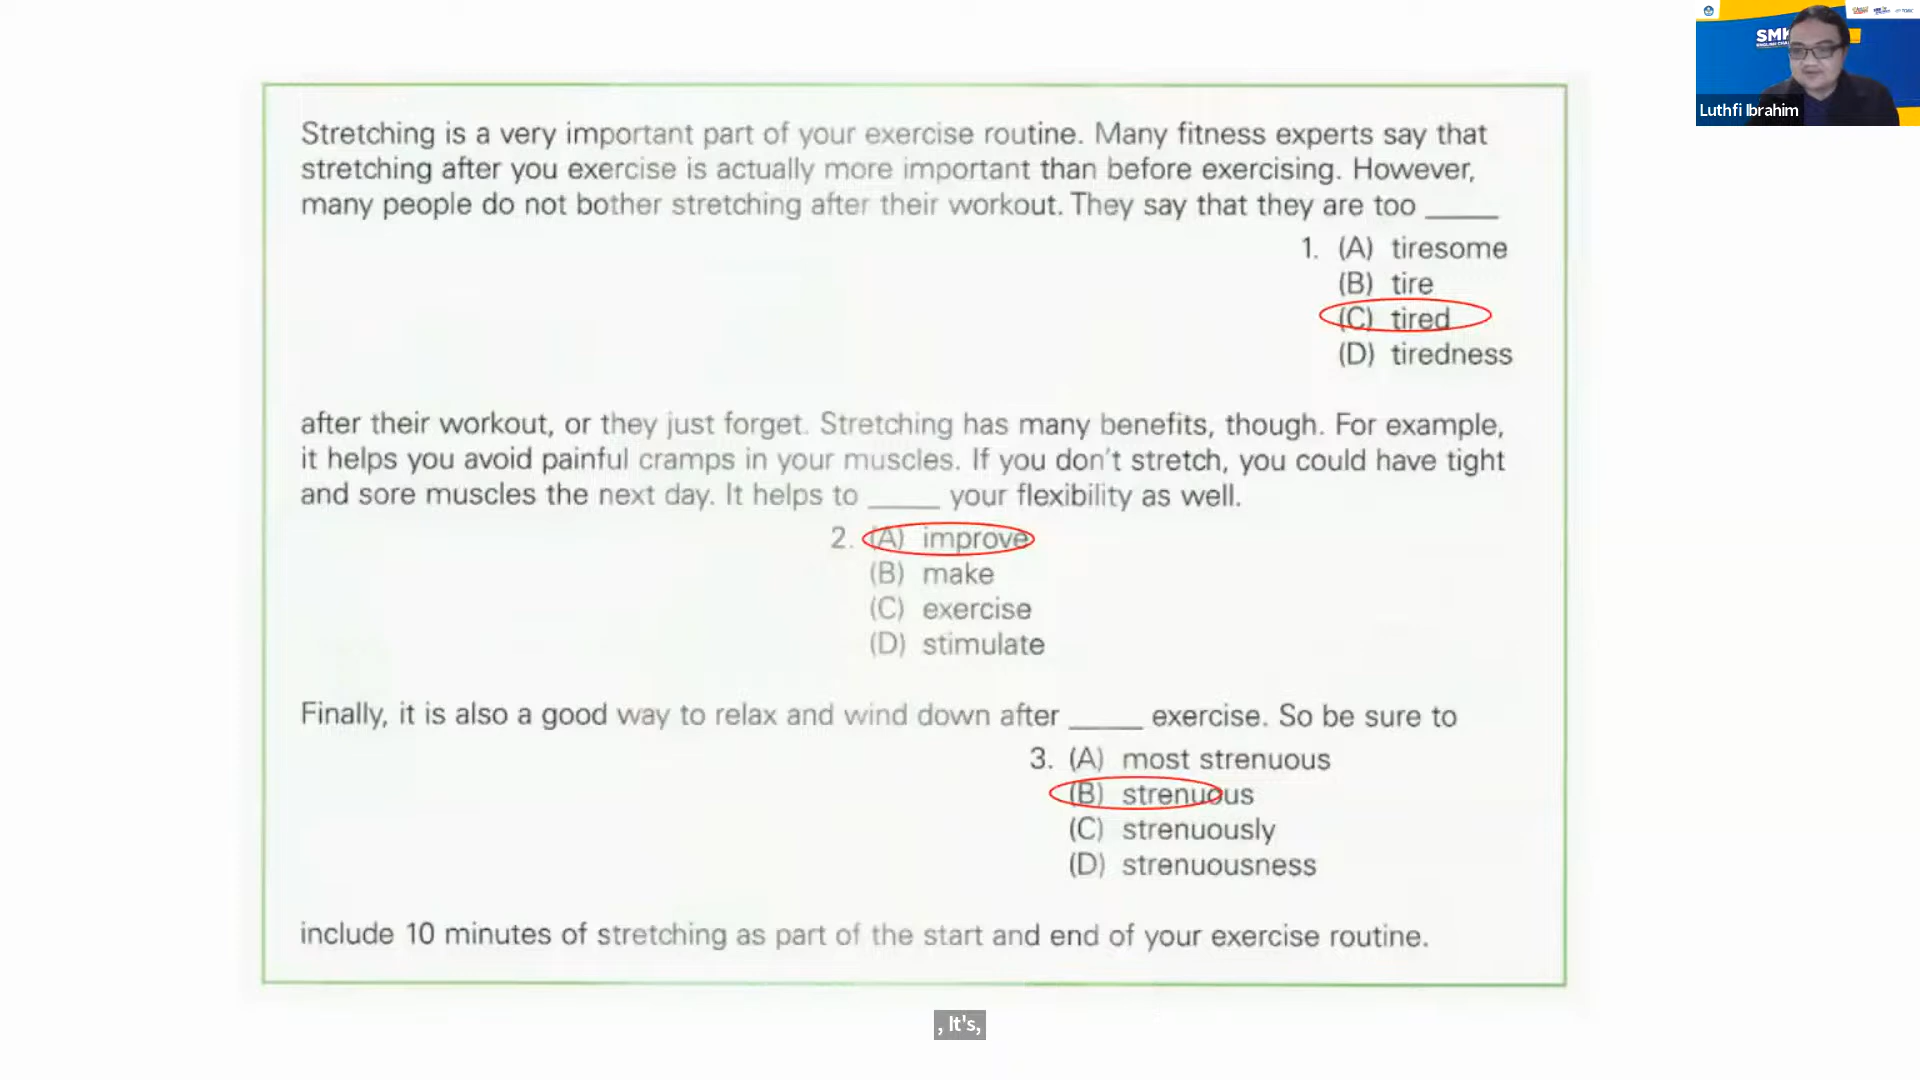 Stretching is a very important part of your exercise routine. Many fitness experts say that
stretching after you exercise is actually more important than before exercising. However,
many people do not bother stretching after their workout. They say that they are too ______
1. (A) tiresome
(B) tire
(C) tired
(D) tiredness
after their workout, or they just forget. Stretching has many benefits, though. For example,
it helps you avoid painful cramps in your muscles. If you don't stretch, you could have tight
and sore muscles the next day. It helps to ______ your flexibility as well.
2. (A) improve
(B) make
(C) exercise
(D) stimulate
Finally, it is also a good way to relax and wind down after ______ exercise. So be sure to
3. (A) most strenuous
(B) strenuous
(C) strenuously
(D) strenuousness
include 10 minutes of stretching as part of the start and end of your exercise routine.
, It's,
SMK
Luthfi Ibrahim